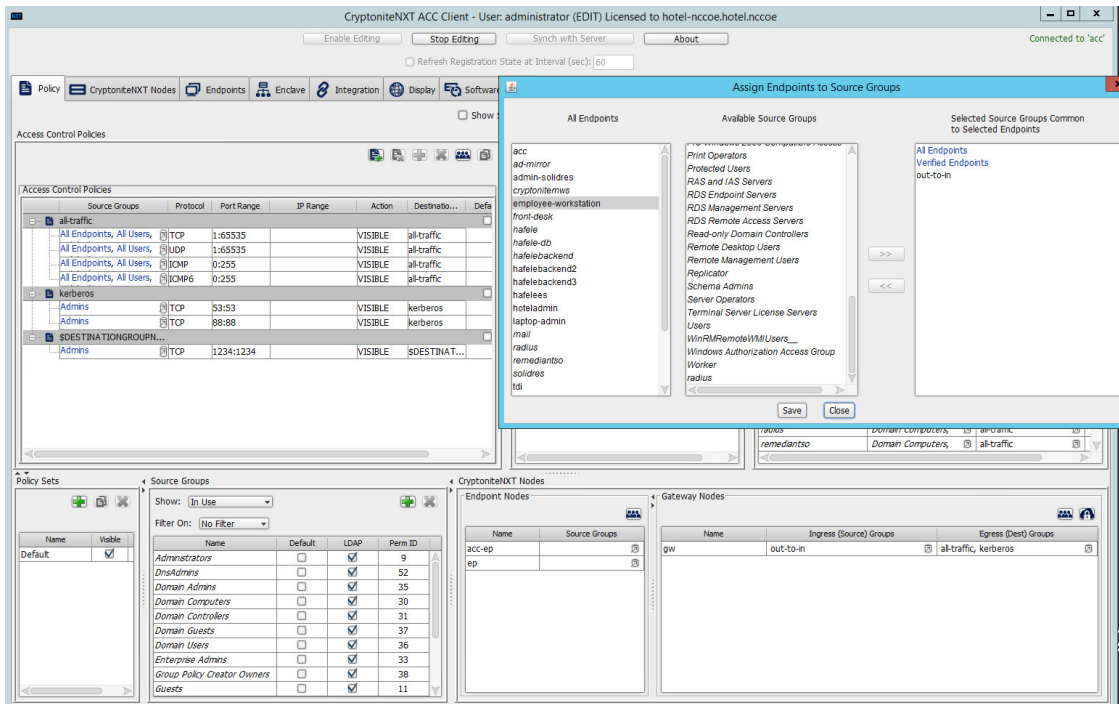 CryptoniteNXT ACC Client - User: administrator (EDIT) Licensed to hotel-nccoe.hotel.nccoe
Enable Editing Stop Editing Synch with Server About Connected to 'acc'
Refresh Registration State at Interval (sec): 60
Policy CryptoniteNXT Nodes Endpoints Enclave Integration Display Software
Show
Access Control Policies
Access Control Policies
Source Groups Protocol Port Range IP Range Action Destinatio... Defa
all-traffic
All Endpoints, All Users, TCP 1:65535 VISIBLE all-traffic
All Endpoints, All Users, UDP 1:65535 VISIBLE all-traffic
All Endpoints, All Users, ICMP 0:255 VISIBLE all-traffic
All Endpoints, All Users, ICMP6 0:255 VISIBLE all-traffic
kerberos
Admins TCP 53:53 VISIBLE kerberos
Admins TCP 88:88 VISIBLE kerberos
$DESTINATIONGROUPN...
Admins TCP 1234:1234 VISIBLE $DESTINAT...
Assign Endpoints to Source Groups
All Endpoints
acc
ad-mirror
admin-solidres
cryptonitemws
employee-workstation
front-desk
hafele
hafele-db
hafelebackend
hafelebackend2
hafelebackend3
hafelees
hoteladmin
laptop-admin
mail
radius
remediantso
solidres
tdi
Available Source Groups
Print Operators
Protected Users
RAS and IAS Servers
RDS Endpoint Servers
RDS Management Servers
RDS Remote Access Servers
Read-only Domain Controllers
Remote Desktop Users
Remote Management Users
Replicator
Schema Admins
Server Operators
Terminal Server License Servers
Users
WinRMRemoteWMIUsers__
Windows Authorization Access Group
Worker
radius
>>
<<
Selected Source Groups Common
to Selected Endpoints
All Endpoints
Verified Endpoints
out-to-in
Save Close
radius Domain Computers, all-traffic
remediantso Domain Computers, all-traffic
Policy Sets
Name Visible
Default
Source Groups
Show: In Use
Filter On: No Filter
Name Default LDAP Perm ID
Administrators 9
DnsAdmins 52
Domain Admins 35
Domain Computers 30
Domain Controllers 31
Domain Guests 37
Domain Users 36
Enterprise Admins 33
Group Policy Creator Owners 38
Guests 11
CryptoniteNXT Nodes
Endpoint Nodes
Name Source Groups
acc-ep
ep
Gateway Nodes
Name Ingress (Source) Groups Egress (Dest) Groups
gw out-to-in all-traffic, kerberos